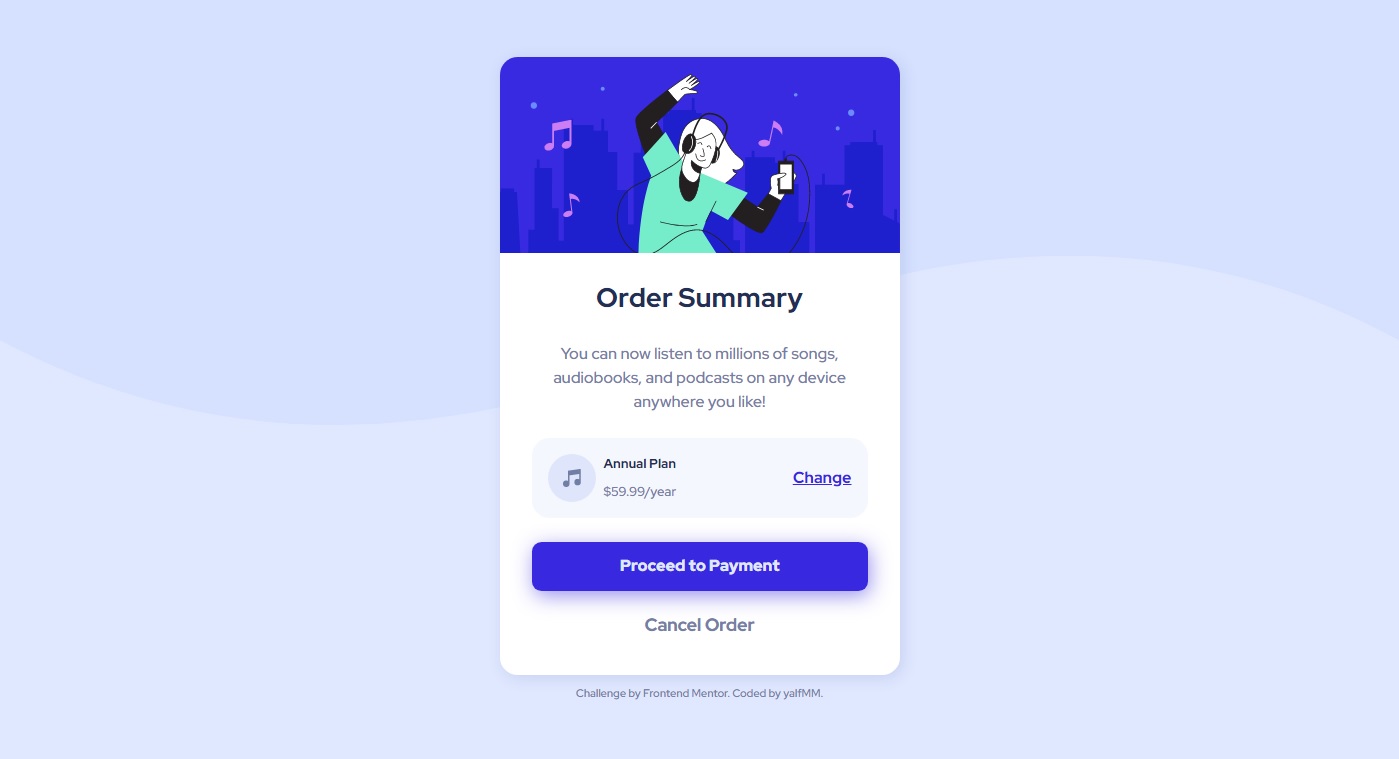 Order Summary
You can now listen to millions of songs,
audiobooks, and podcasts on any device
anywhere you like!
Annual Plan
$59.99/year
Change
Proceed to Payment
Cancel Order
Challenge by Frontend Mentor. Coded by yalfMM.